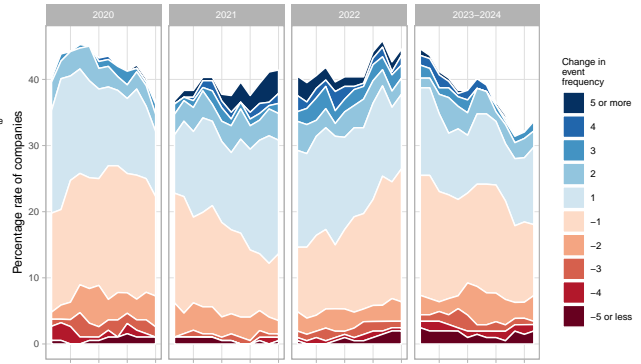 2020 2021 2022 2023–2024
Percentage rate of companies
40
30
20
10
0
Change in
event
frequency
5 or more
4
3
2
1
−1
−2
−3
−4
−5 or less